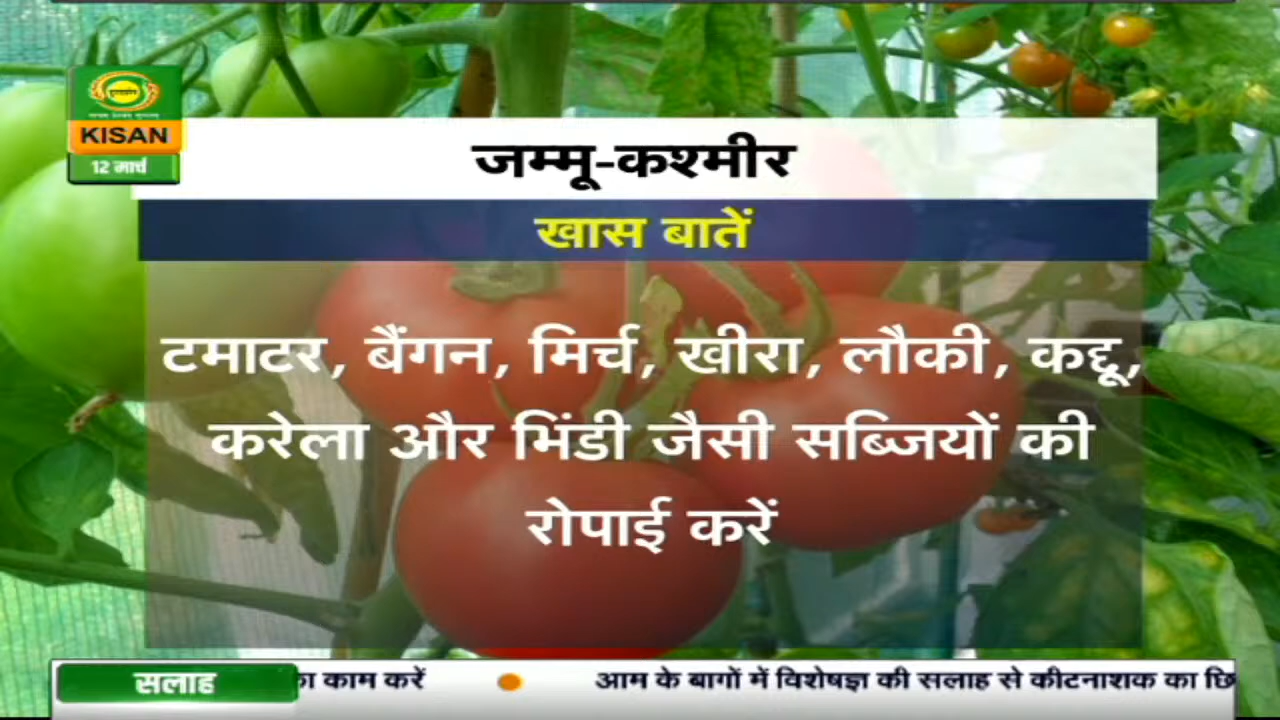 KISAN
12 मार्च
जम्मू-कश्मीर
खास बातें
टमाटर, बैंगन, मिर्च, खीरा, लौकी, कद्दू,
करेला और भिंडी जैसी सब्जियों की
रोपाई करें
सलाह
काम करें
आम के बागों में विशेषज्ञ की सलाह से कीटनाशक का